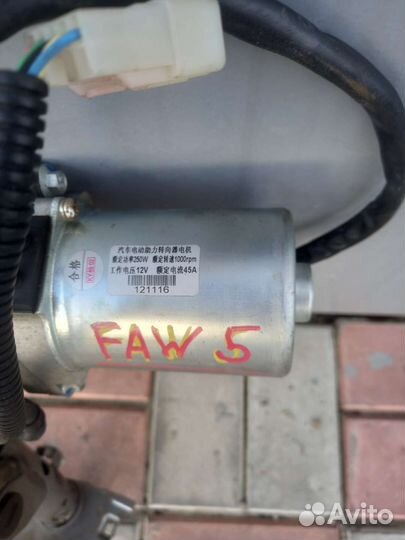 汽车电动助力转向器电机
额定功率250W 额定转速1000rpm
工作电压12V 额定电流45A
121116
合格
FAW 5
Avito